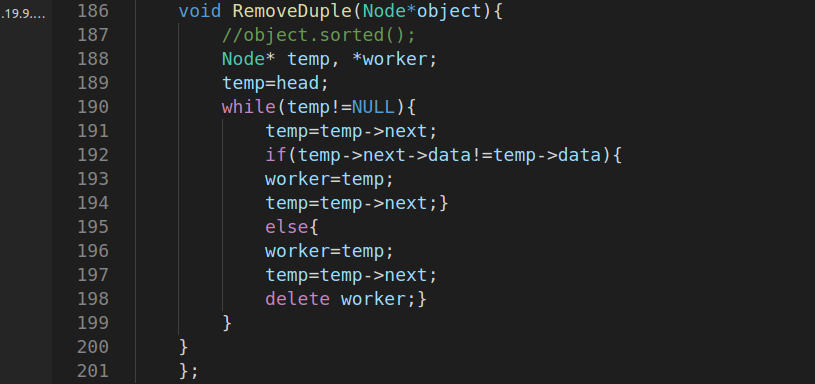 .19.9....
186 void RemoveDuple(Node*object){
187 //object.sorted();
188 Node* temp, *worker;
189 temp=head;
190 while(temp!=NULL){
191 temp=temp->next;
192 if(temp->next->data!=temp->data){
193 worker=temp;
194 temp=temp->next;}
195 else{
196 worker=temp;
197 temp=temp->next;
198 delete worker;}
199 }
200 }
201 };